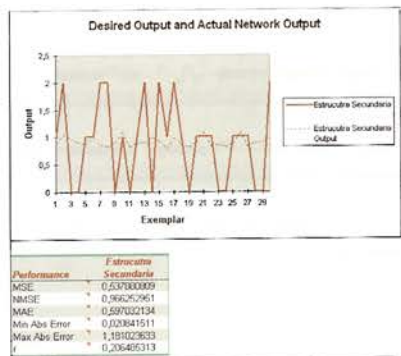 Desired Output and Actual Network Output
2,5
2
1,5
1
0,5
0
Output
1 3 5 7 9 11 13 15 17 19 21 23 25 27 29
Exemplar
Estrucutra Secundaria
Estrucutra Secundaria
Output
Performance Estrucutra
Secundaria
MSE 0,537880809
NMSE 0,966252951
MAE 0,597032134
Min Abs Error 0,020841511
Max Abs Error 1,181023633
r 0,206485313